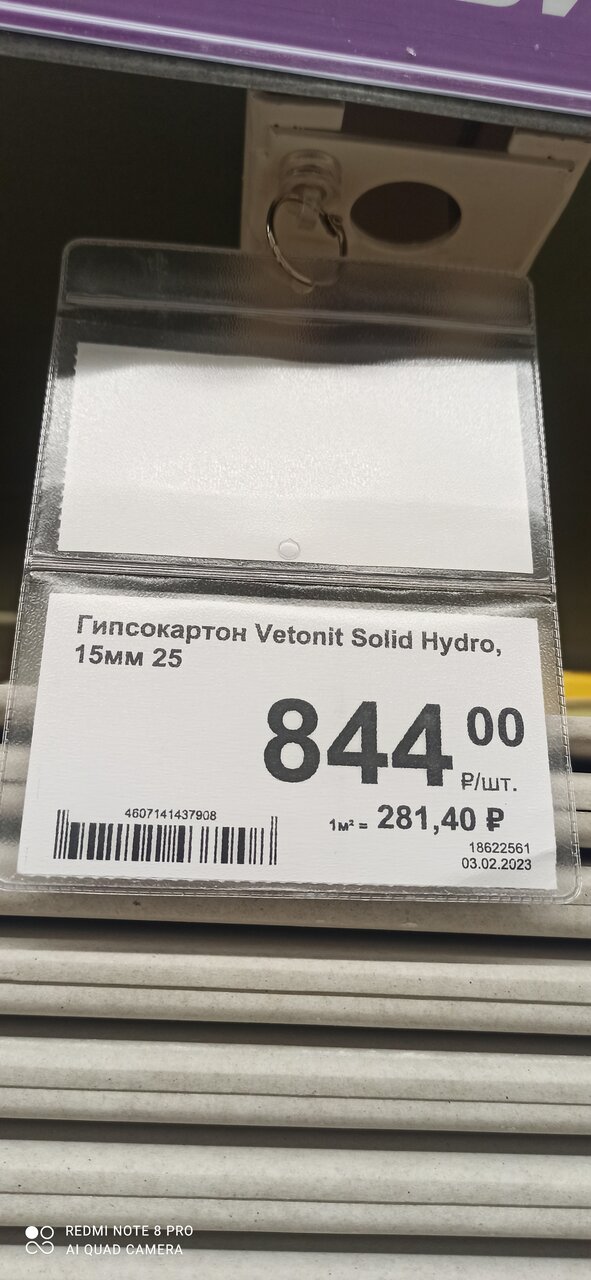 Гипсокартон Vetonit Solid Hydro,
15мм 25
844 00
₽/шт.
4607141437908
1м² = 281,40 ₽
18622561
03.02.2023
REDMI NOTE 8 PRO
AI QUAD CAMERA